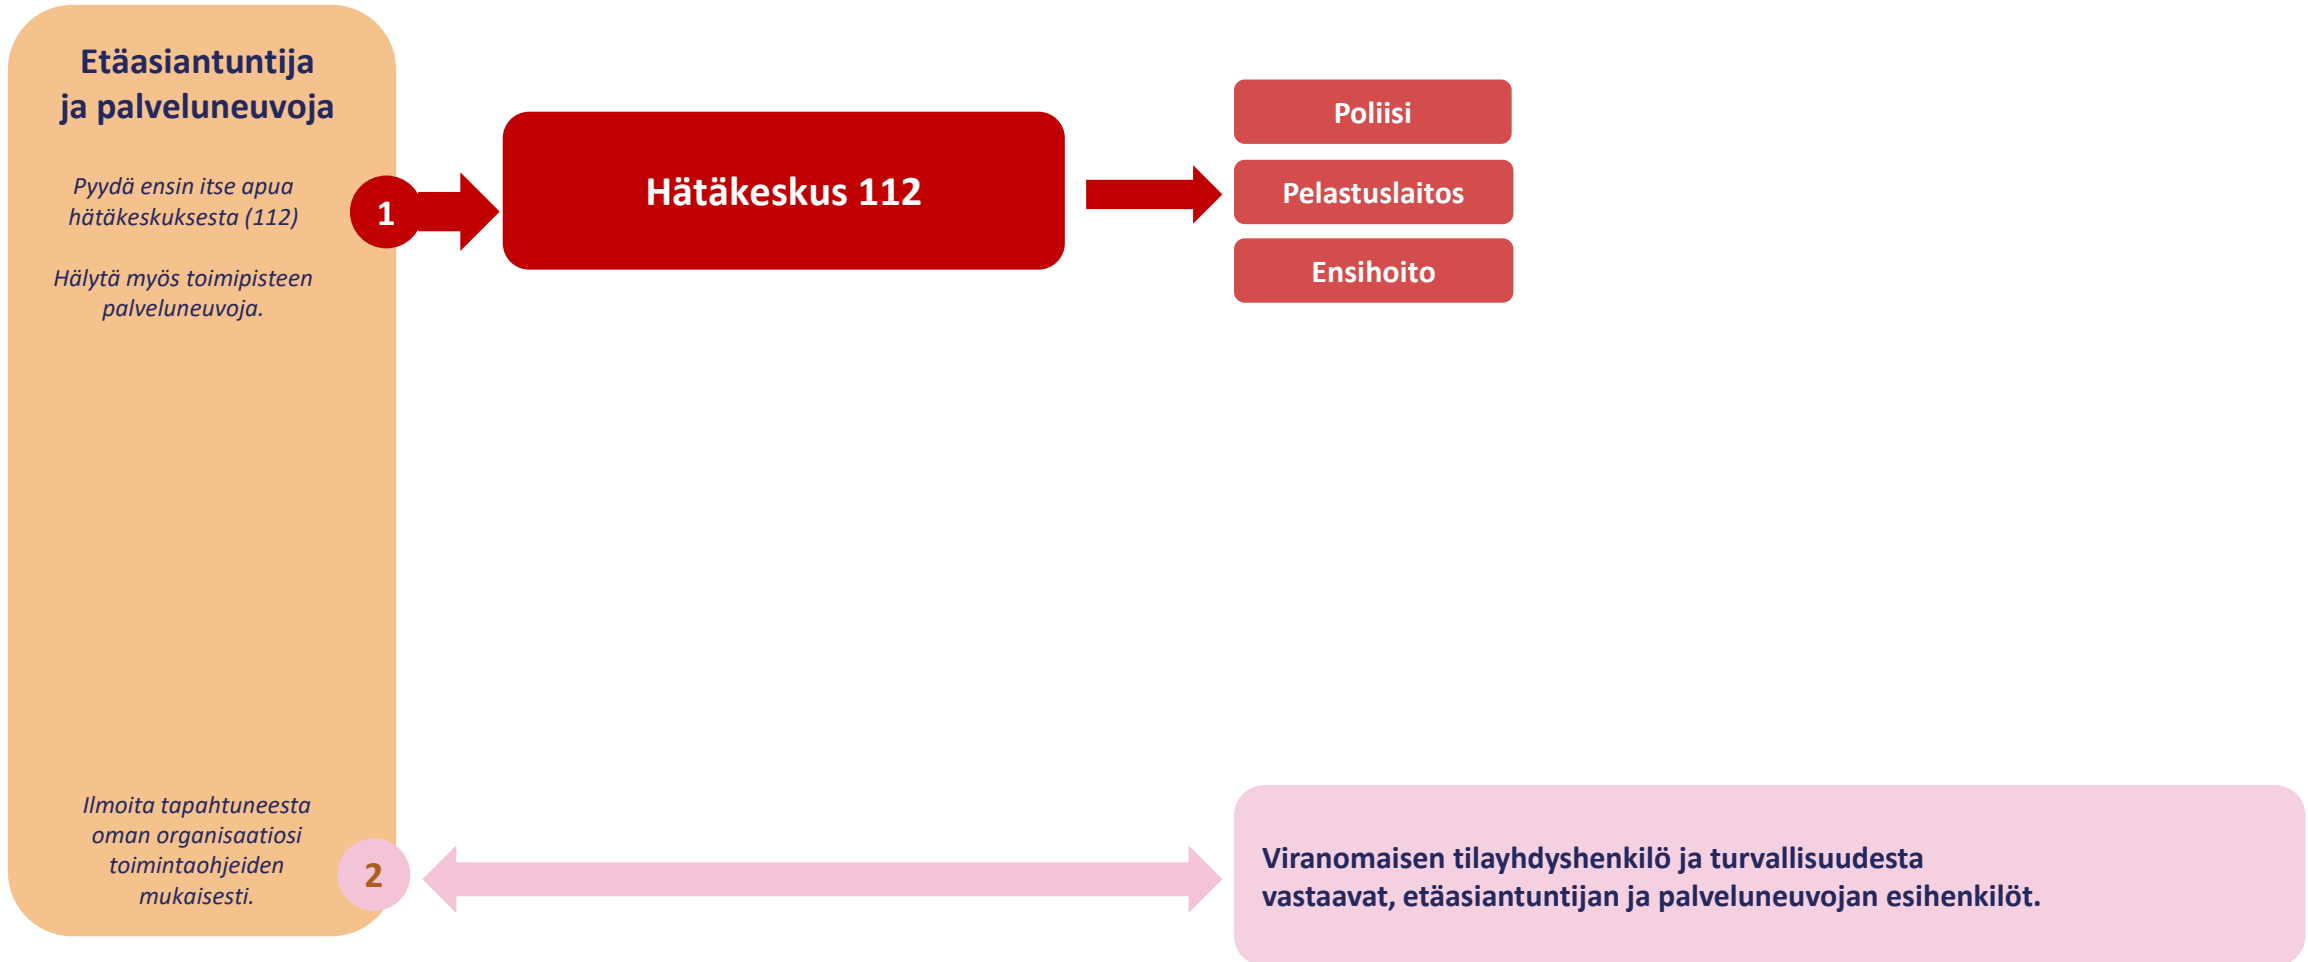 Etäasiantuntija
ja palveluneuvoja
Pyydä ensin itse apua
hätäkeskuksesta (112)
Hälytä myös toimipisteen
palveluneuvoja.
1
Hätäkeskus 112
Poliisi
Pelastuslaitos
Ensihoito
Ilmoita tapahtuneesta
oman organisaatiosi
toimintaohjeiden
mukaisesti.
2
Viranomaisen tilayhdyshenkilö ja turvallisuudesta
vastaavat, etäasiantuntijan ja palveluneuvojan esihenkilöt.